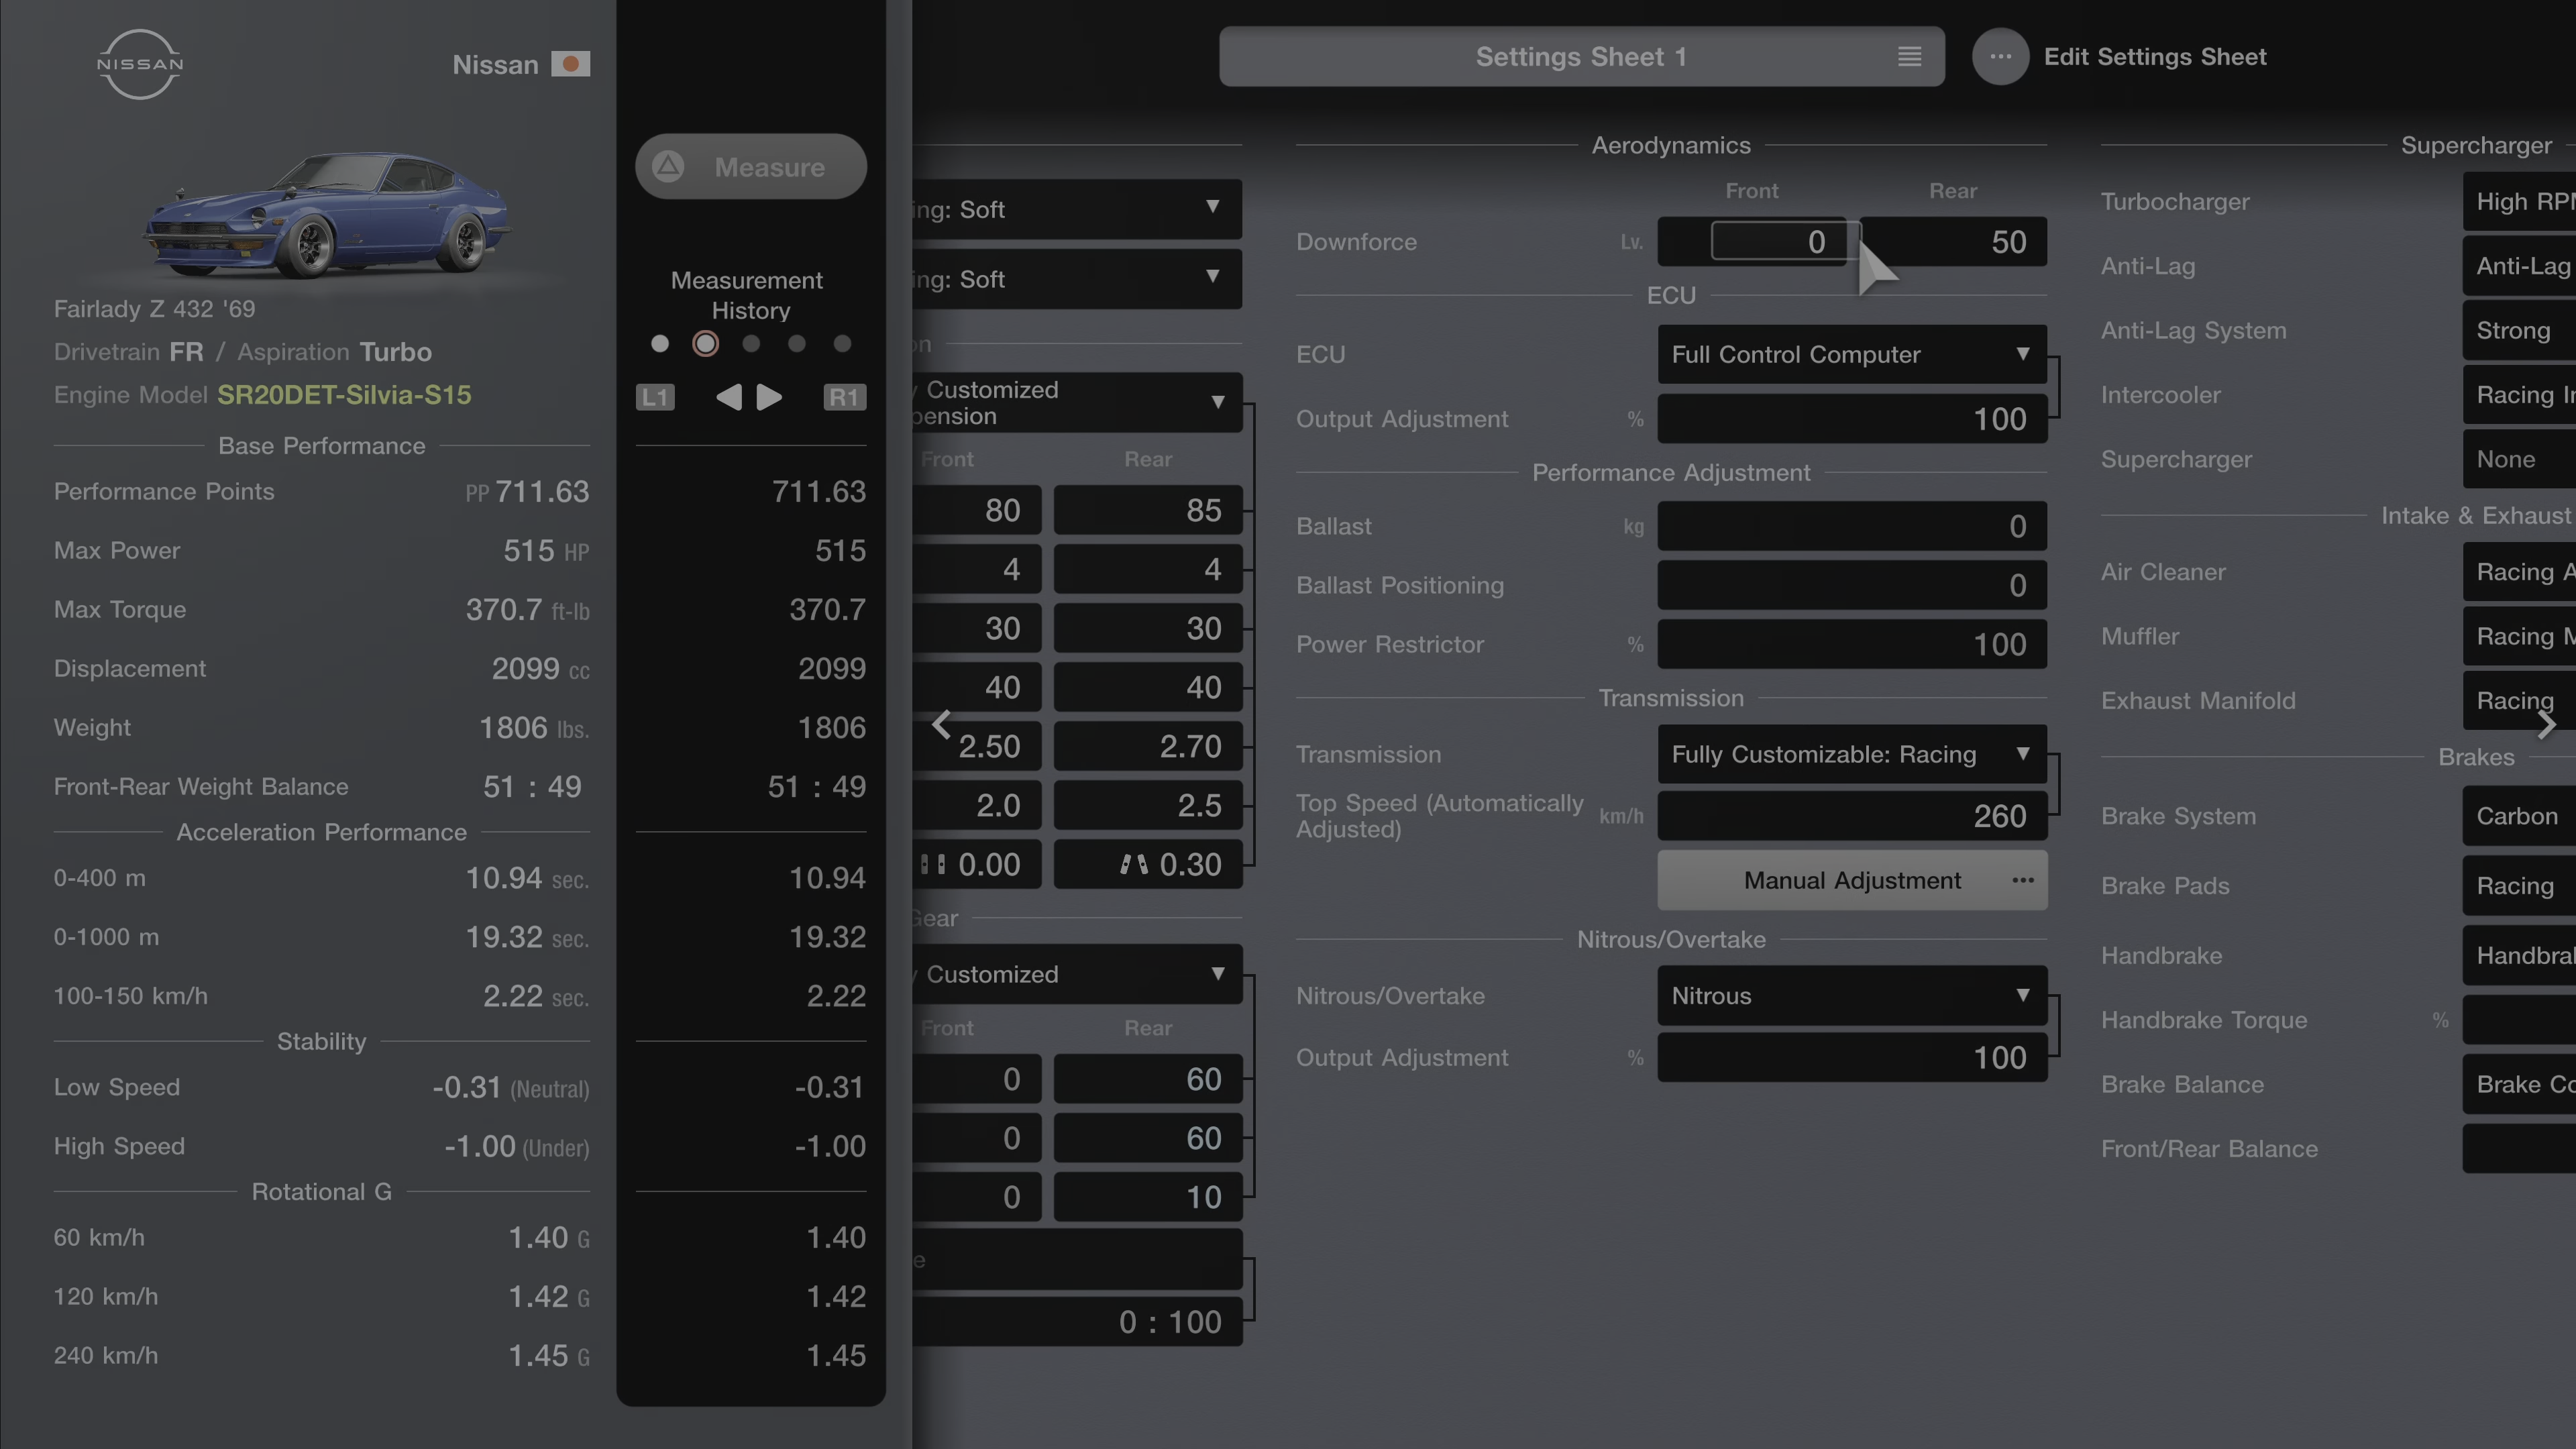 NISSAN
Nissan
Fairlady Z 432 '69
Drivetrain FR / Aspiration Turbo
Engine Model SR20DET-Silvia-S15
Base Performance
Performance Points PP 711.63
Max Power 515 HP
Max Torque 370.7 ft-lb
Displacement 2099 cc
Weight 1806 lbs.
Front-Rear Weight Balance 51 : 49
Acceleration Performance
0-400 m 10.94 sec.
0-1000 m 19.32 sec.
100-150 km/h 2.22 sec.
Stability
Low Speed -0.31 (Neutral)
High Speed -1.00 (Under)
Rotational G
60 km/h 1.40 G
120 km/h 1.42 G
240 km/h 1.45 G
Measure
Measurement
History
L1 R1
711.63
515
370.7
2099
1806
51 : 49
10.94
19.32
2.22
-0.31
-1.00
1.40
1.42
1.45
Settings Sheet 1
Edit Settings Sheet
ing: Soft
ing: Soft
on
y Customized
pension
Front Rear
80 85
4 4
30 30
40 40
2.50 2.70
2.0 2.5
0.00 0.30
Gear
y Customized
Front Rear
0 60
0 60
0 10
e
0 : 100
Aerodynamics
Front Rear
Downforce Lv. 0 50
ECU
ECU Full Control Computer
Output Adjustment % 100
Performance Adjustment
Ballast kg 0
Ballast Positioning 0
Power Restrictor % 100
Transmission
Transmission Fully Customizable: Racing
Top Speed (Automatically
Adjusted) km/h 260
Manual Adjustment
Nitrous/Overtake
Nitrous/Overtake Nitrous
Output Adjustment % 100
Supercharger
Turbocharger High RPM
Anti-Lag Anti-Lag
Anti-Lag System Strong
Intercooler Racing In
Supercharger None
Intake & Exhaust
Air Cleaner Racing A
Muffler Racing M
Exhaust Manifold Racing
Brakes
Brake System Carbon
Brake Pads Racing
Handbrake Handbra
Handbrake Torque %
Brake Balance Brake Co
Front/Rear Balance